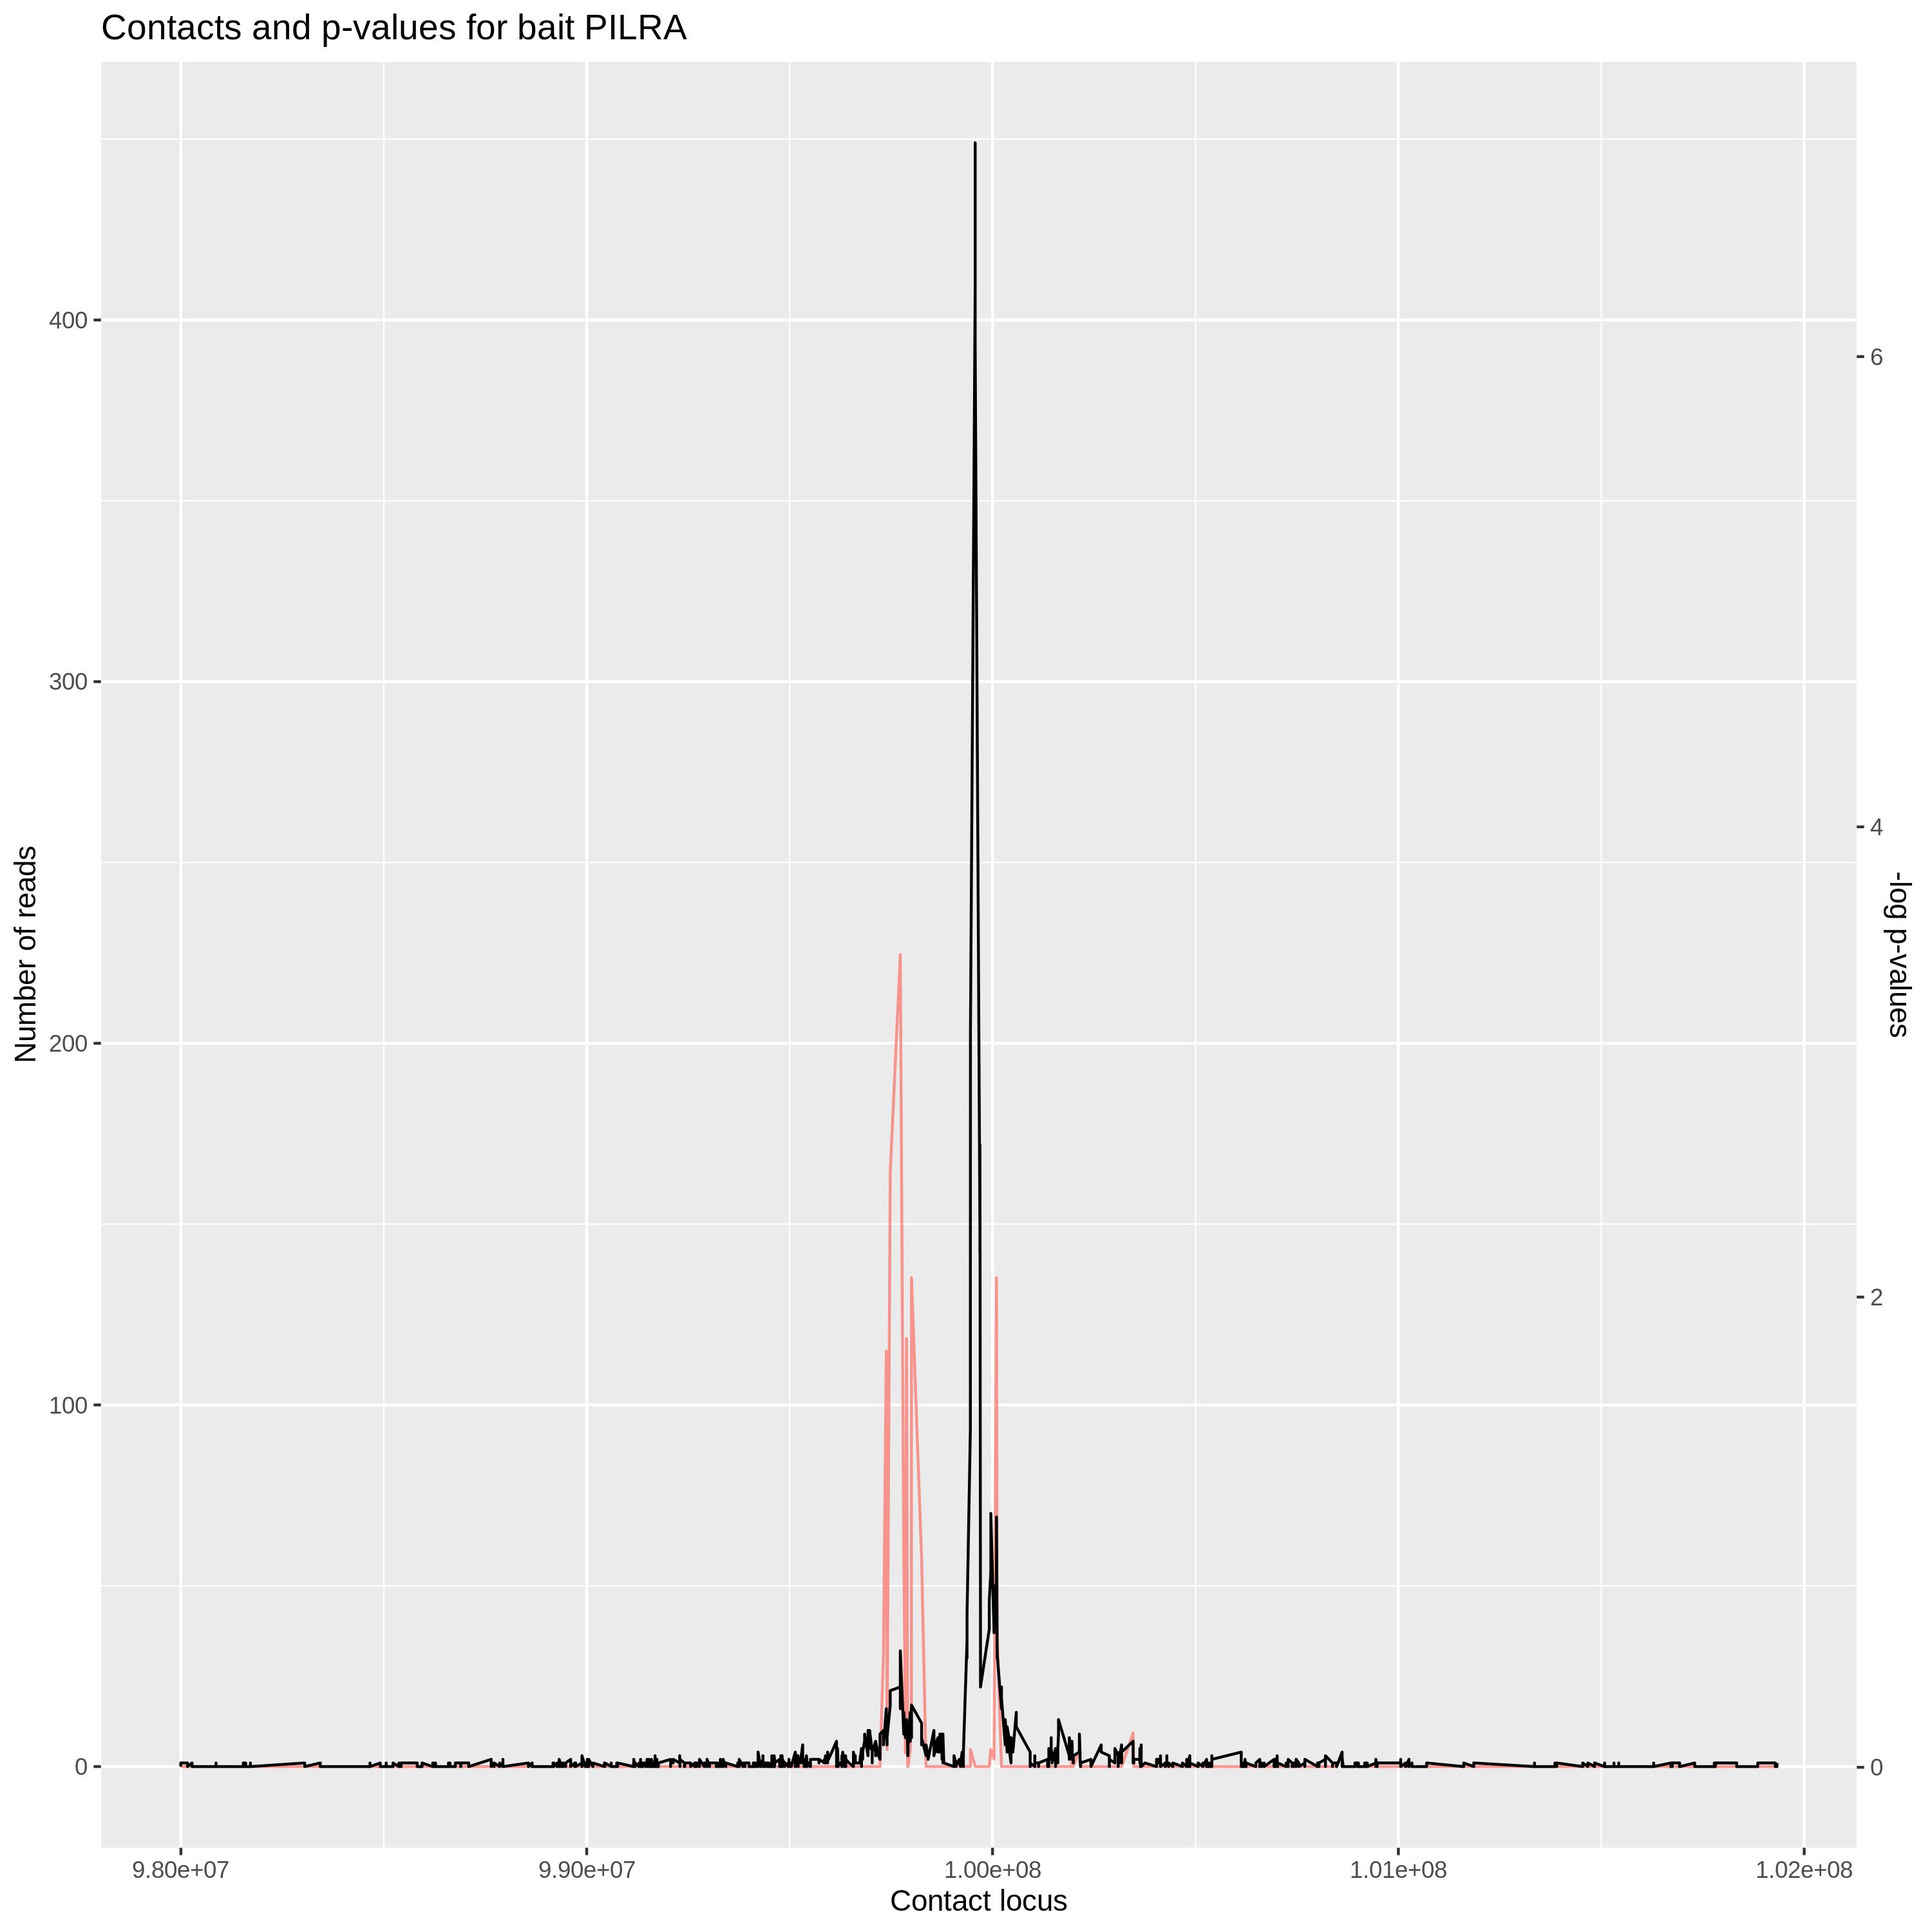 Contacts and p-values for bait PILRA
Number of reads
400
300
200
100
0
6
4
2
0
-log p-values
9.80e+07
9.90e+07
1.00e+08
1.01e+08
1.02e+08
Contact locus